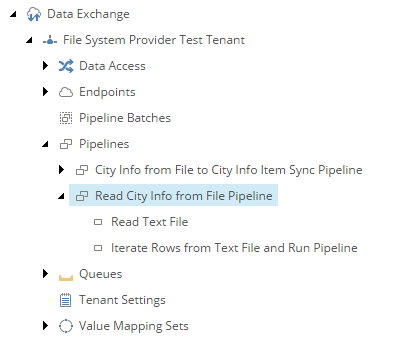 Data Exchange
File System Provider Test Tenant
Data Access
Endpoints
Pipeline Batches
Pipelines
City Info from File to City Info Item Sync Pipeline
Read City Info from File Pipeline
Read Text File
Iterate Rows from Text File and Run Pipeline
Queues
Tenant Settings
Value Mapping Sets